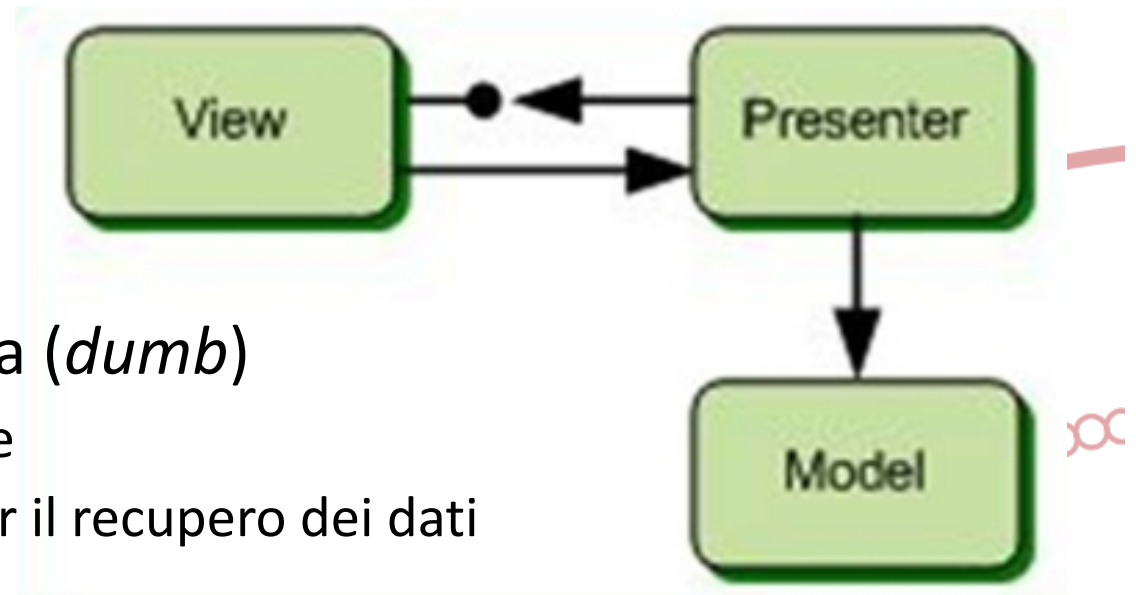 View
Presenter
a (dumb)
e
Model
r il recupero dei dati